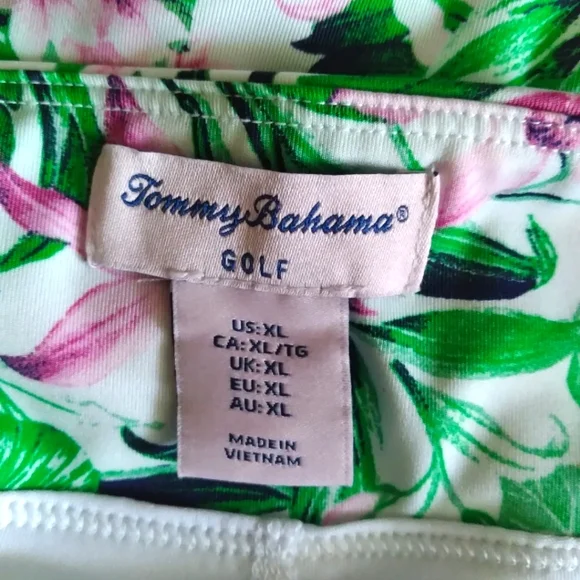 Tommy Bahama®
GOLF
US: XL
CA: XL/TG
UK: XL
EU: XL
AU: XL
MADE IN
VIETNAM